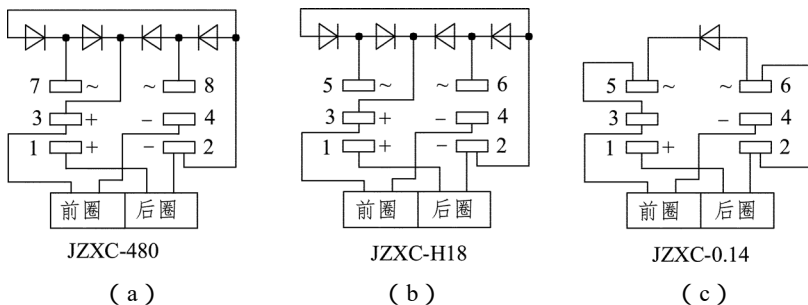 7 ~ ~ 8
3 + − 4
1 + − 2
前圈 后圈
JZXC-480
（a）
5 ~ ~ 6
3 + − 4
1 + − 2
前圈 后圈
JZXC-H18
（b）
5 ~ ~ 6
3 − 4
1 + 2
前圈 后圈
JZXC-0.14
（c）